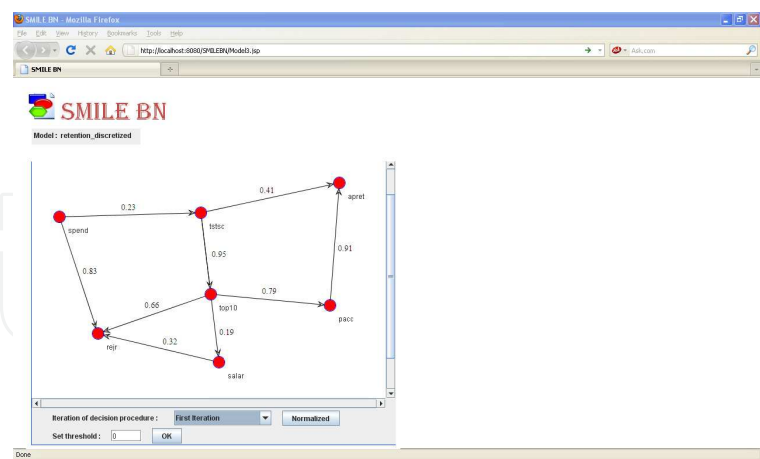 SMILE BN - Mozilla Firefox
File Edit View History Bookmarks Tools Help
http://localhost:8080/SMILEBN/Model3.jsp
Ask.com
SMILE BN
SMILE BN
Model : retention_discretized
0.41
apret
0.23
spend
tstsc
0.95
0.91
0.83
0.79
0.66
top10
pacc
0.19
0.32
rejr
salar
Iteration of decision procedure : First Iteration Normalized
Set threshold : 0 OK
Done